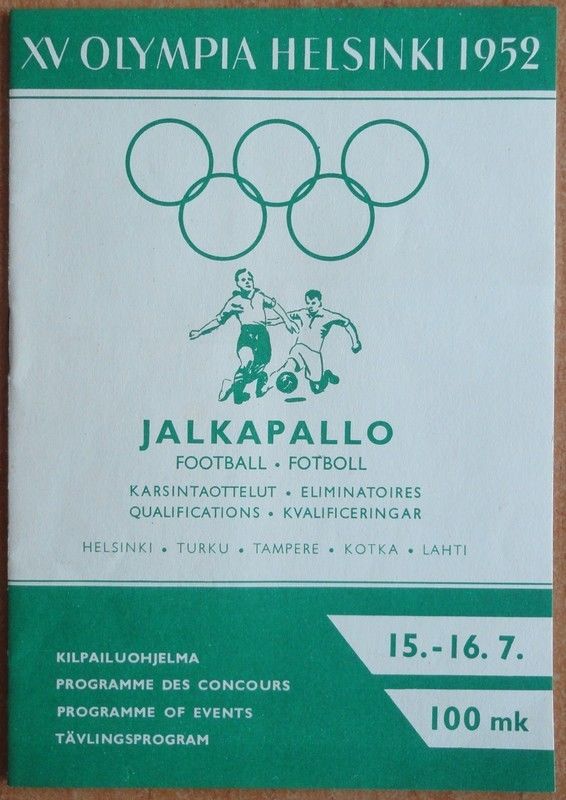 XV OLYMPIA HELSINKI 1952
JALKAPALLO
FOOTBALL • FOTBOLL
KARSINTAOTTELUT • ELIMINATOIRES
QUALIFICATIONS • KVALIFICERINGAR
HELSINKI • TURKU • TAMPERE • KOTKA • LAHTI
15.-16. 7.
KILPAILUOHJELMA
PROGRAMME DES CONCOURS
PROGRAMME OF EVENTS
TÄVLINGSPROGRAM
100 mk